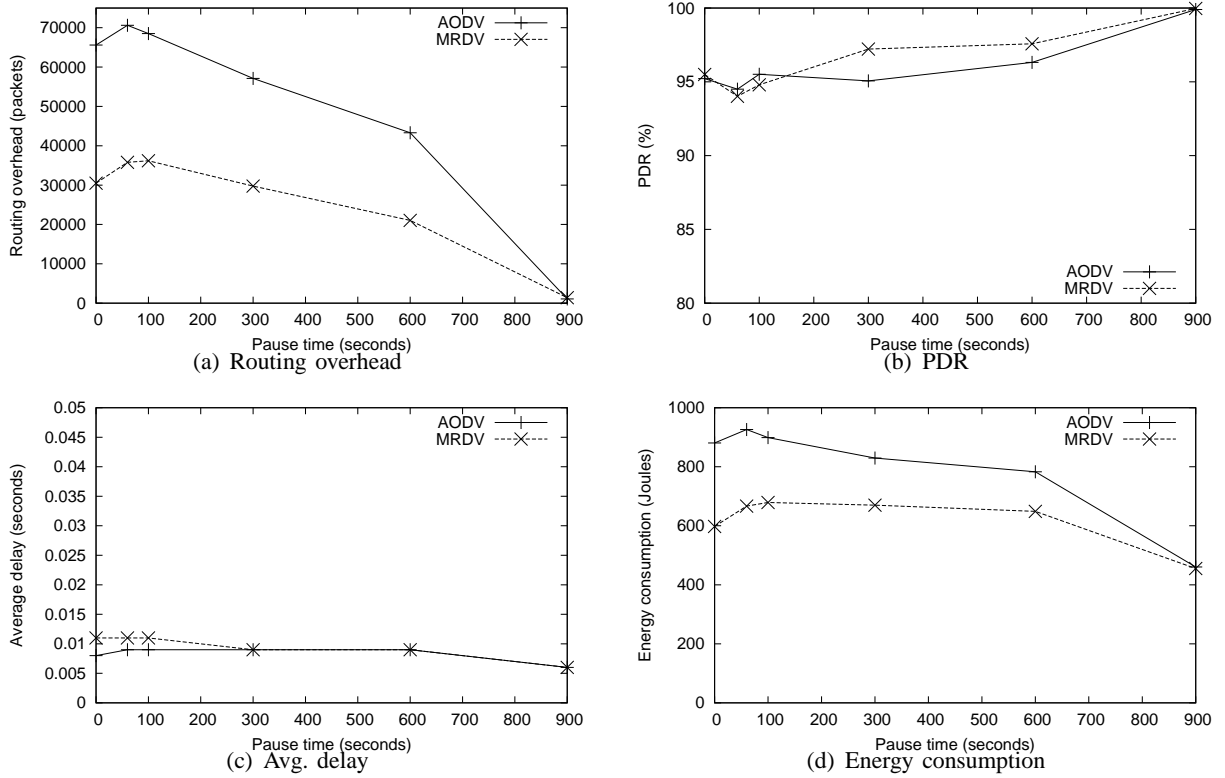 70000
60000
50000
40000
30000
20000
10000
0
Routing overhead (packets)
AODV
MRDV
0 100 200 300 400 500 600 700 800 900
Pause time (seconds)
(a) Routing overhead
100
95
90
85
80
PDR (%)
AODV
MRDV
0 100 200 300 400 500 600 700 800 900
Pause time (seconds)
(b) PDR
0.05
0.045
0.04
0.035
0.03
0.025
0.02
0.015
0.01
0.005
0
Average delay (seconds)
AODV
MRDV
0 100 200 300 400 500 600 700 800 900
Pause time (seconds)
(c) Avg. delay
1000
800
600
400
200
0
Energy consumption (Joules)
AODV
MRDV
0 100 200 300 400 500 600 700 800 900
Pause time (seconds)
(d) Energy consumption